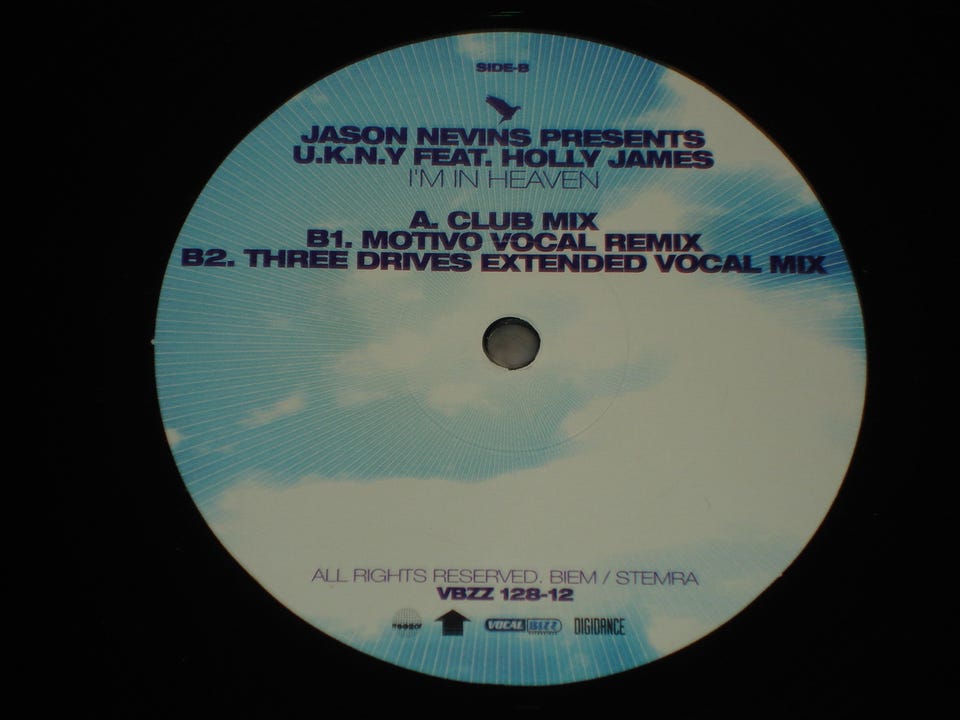 SIDE-B
JASON NEVINS PRESENTS
U.K.N.Y FEAT. HOLLY JAMES
I'M IN HEAVEN
A. CLUB MIX
B1. MOTIVO VOCAL REMIX
B2. THREE DRIVES EXTENDED VOCAL MIX
ALL RIGHTS RESERVED. BIEM / STEMRA
VBZZ 128-12
VOCAL BIZZ DIGIDANCE